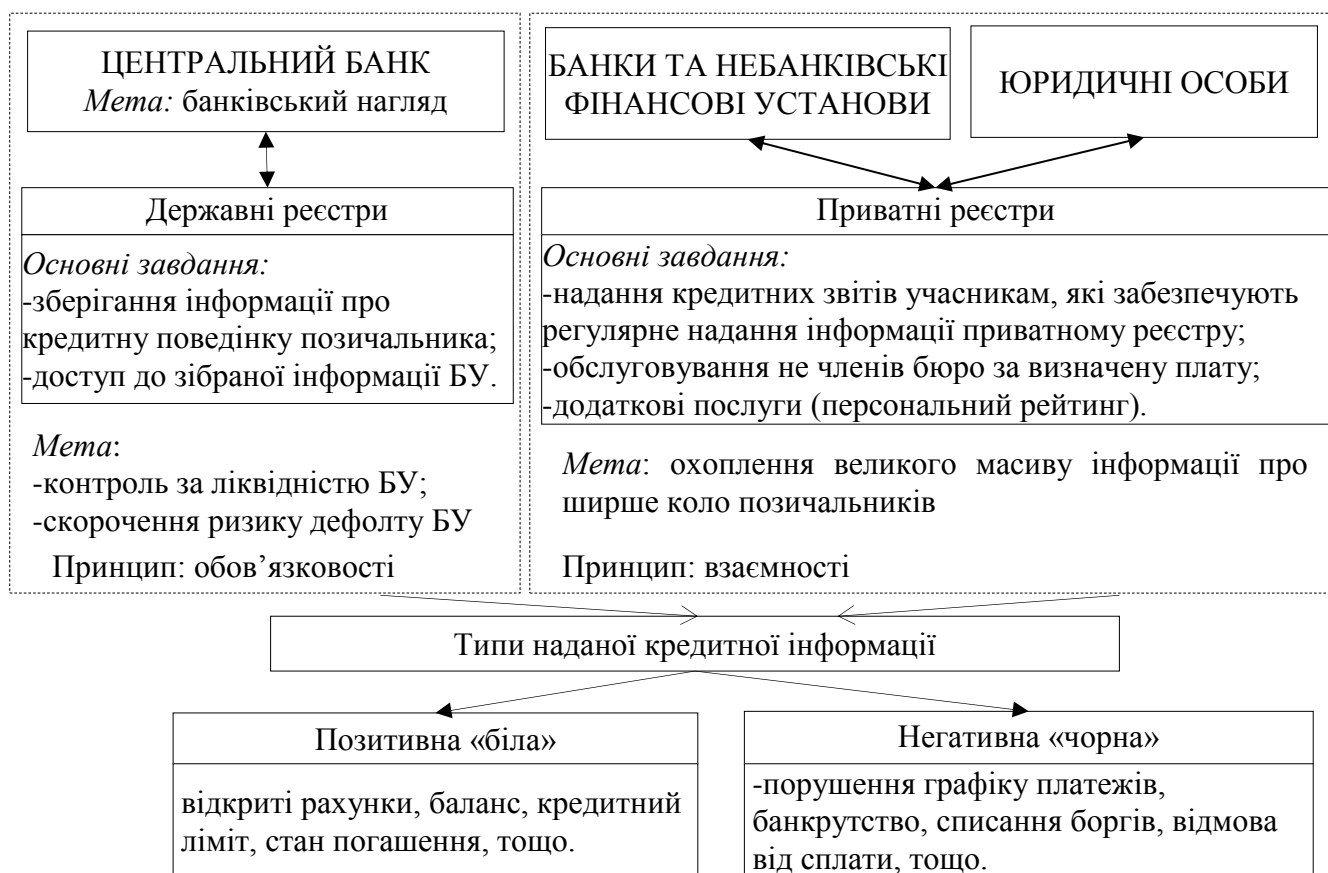 ЦЕНТРАЛЬНИЙ БАНК
Мета: банківський нагляд
Державні реєстри
Основні завдання:
-зберігання інформації про
кредитну поведінку позичальника;
-доступ до зібраної інформації БУ.
Мета:
-контроль за ліквідністю БУ;
-скорочення ризику дефолту БУ
Принцип: обов’язковості
БАНКИ ТА НЕБАНКІВСЬКІ
ФІНАНСОВІ УСТАНОВИ
ЮРИДИЧНІ ОСОБИ
Приватні реєстри
Основні завдання:
-надання кредитних звітів учасникам, які забезпечують
регулярне надання інформації приватному реєстру;
-обслуговування не членів бюро за визначену плату;
-додаткові послуги (персональний рейтинг).
Мета: охоплення великого масиву інформації про
ширше коло позичальників
Принцип: взаємності
Типи наданої кредитної інформації
Позитивна «біла»
відкриті рахунки, баланс, кредитний
ліміт, стан погашення, тощо.
Негативна «чорна»
-порушення графіку платежів,
банкрутство, списання боргів, відмова
від сплати, тощо.